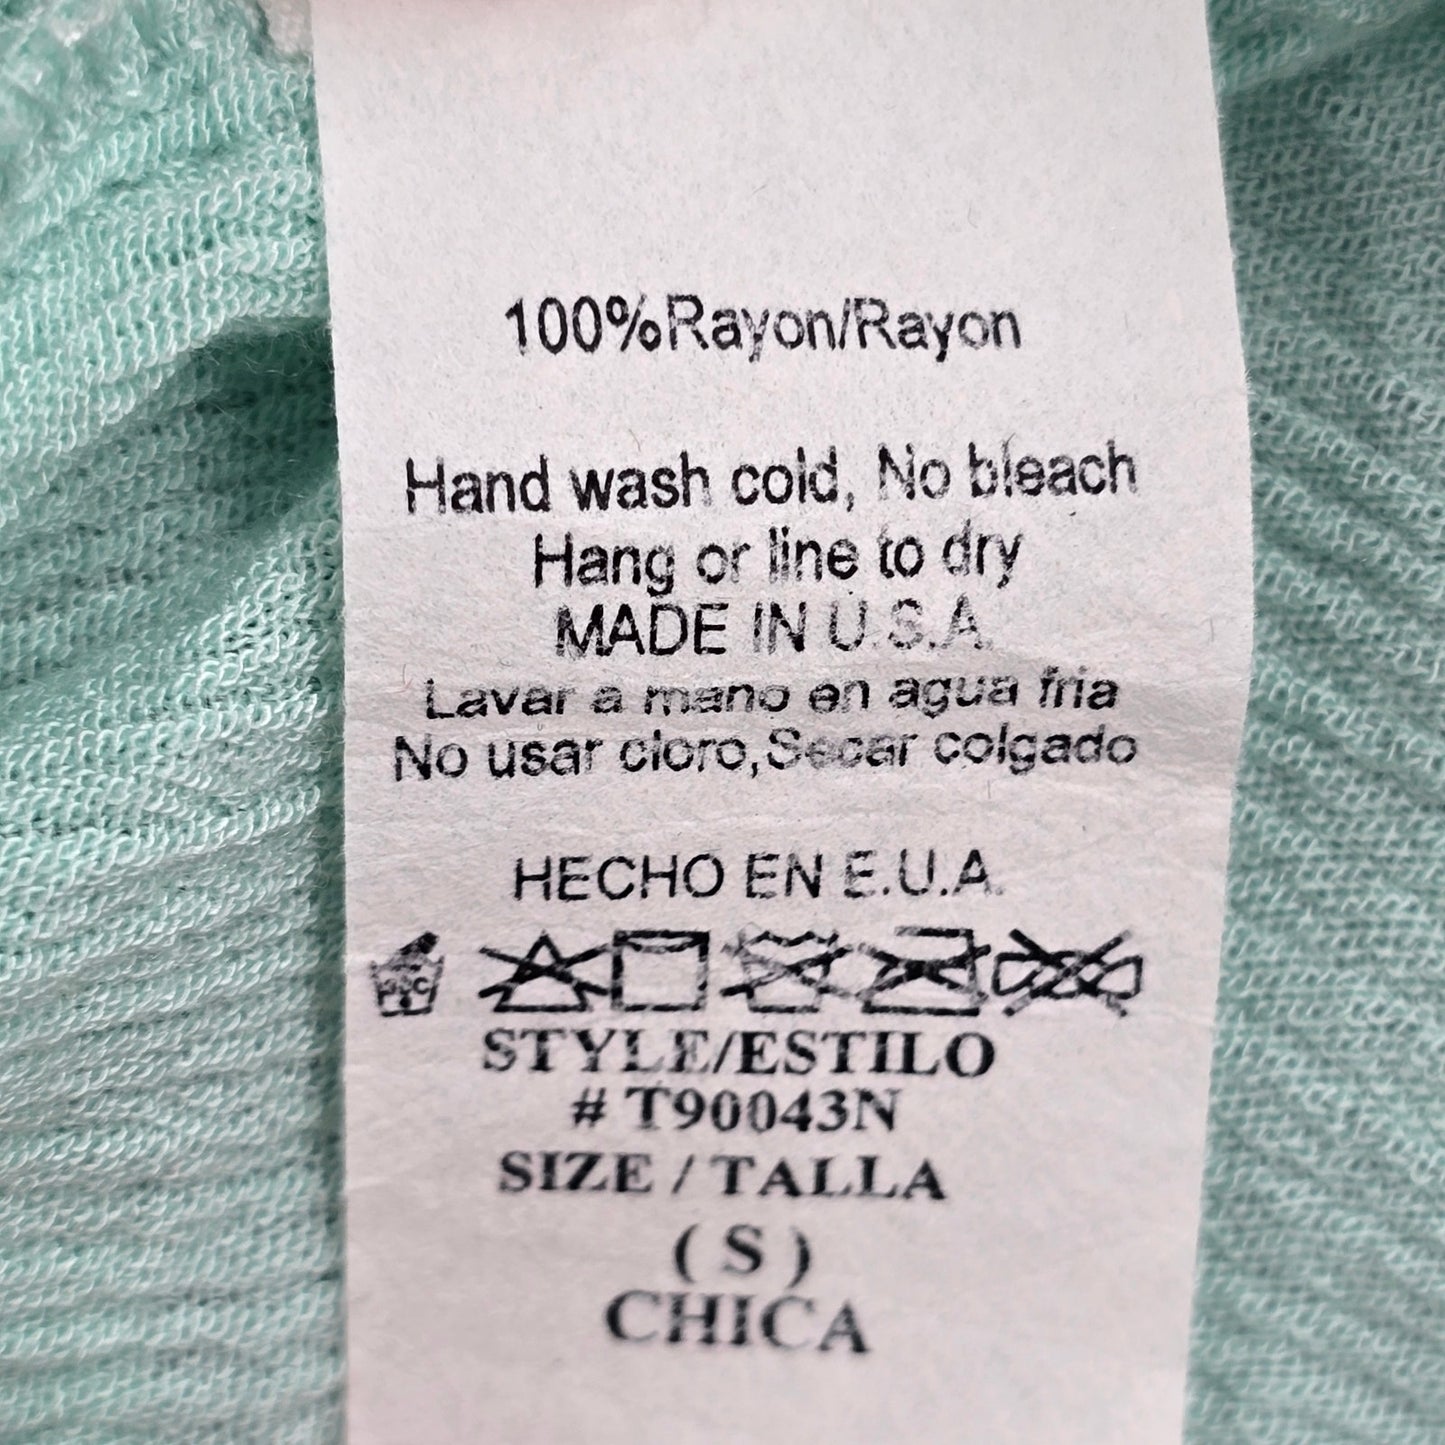 100%Rayon/Rayon
Hand wash cold, No bleach
Hang or line to dry
MADE IN U.S.A.
Lavar a mano en agua fria
No usar cloro,Secar colgado
HECHO EN E.U.A.
STYLE/ESTILO
# T90043N
SIZE / TALLA
( S )
CHICA